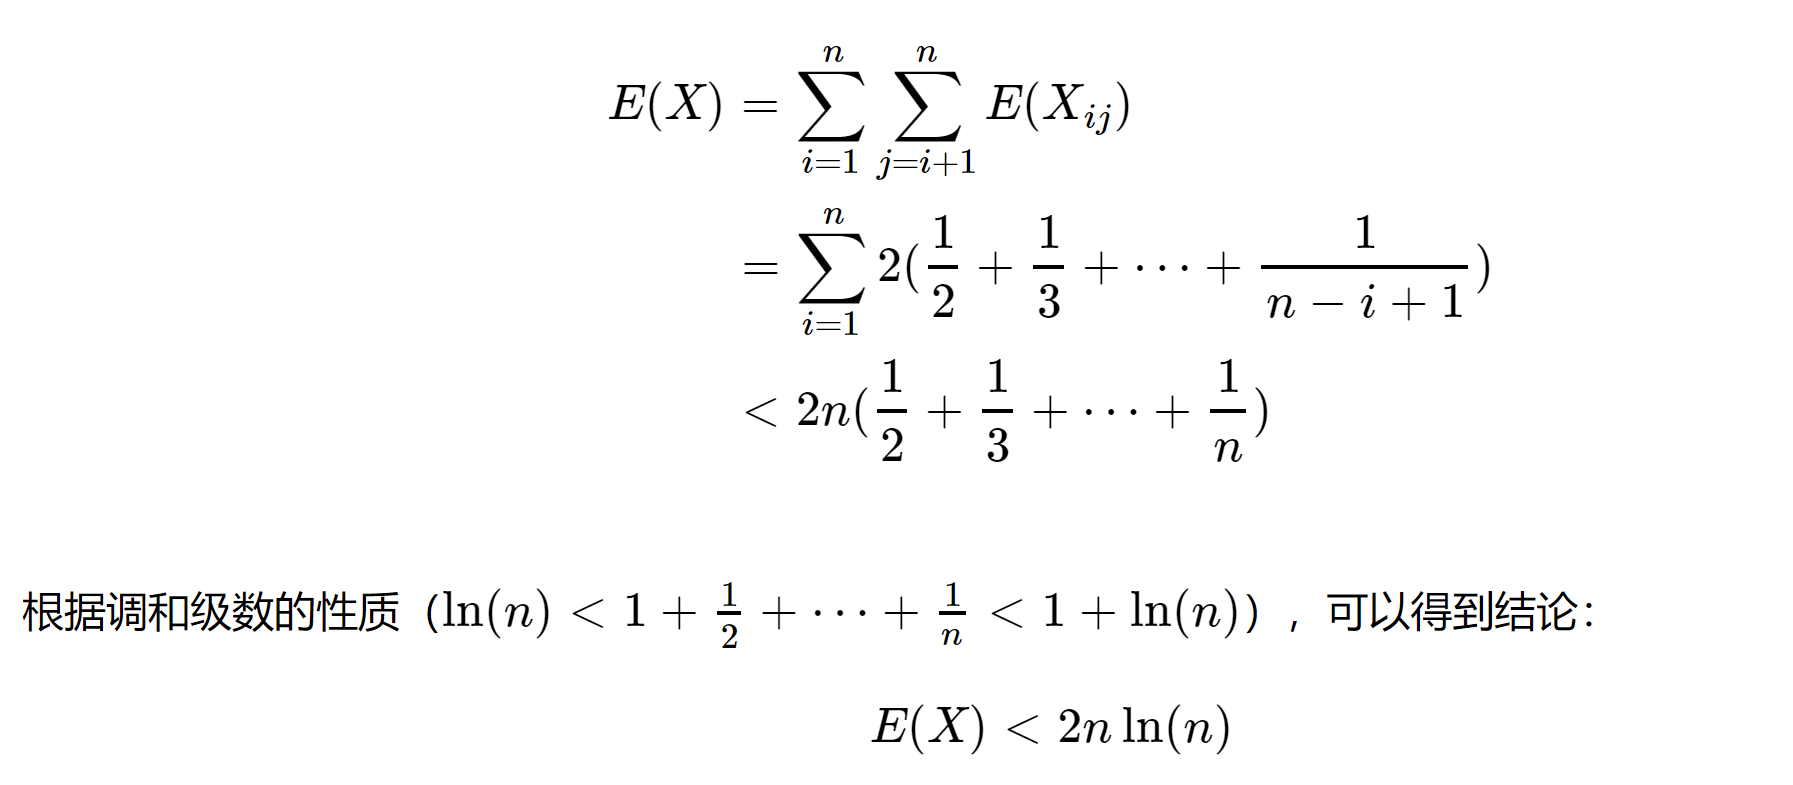 $E(X) = \sum_{i=1}^{n} \sum_{j=i+1}^{n} E(X_{ij})$
$= \sum_{i=1}^{n} 2(\frac{1}{2} + \frac{1}{3} + \cdots + \frac{1}{n-i+1})$
$< 2n(\frac{1}{2} + \frac{1}{3} + \cdots + \frac{1}{n})$
根据调和级数的性质（$\ln(n) < 1 + \frac{1}{2} + \cdots + \frac{1}{n} < 1 + \ln(n)$），可以得到结论：
$E(X) < 2n \ln(n)$